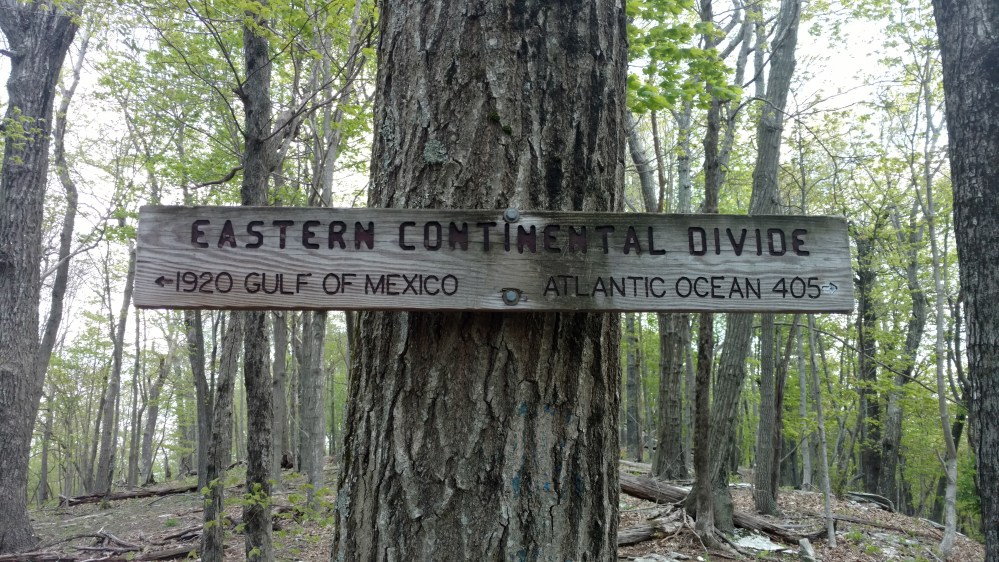 EASTERN CONTINENTAL DIVIDE
←1920 GULF OF MEXICO ATLANTIC OCEAN 405→